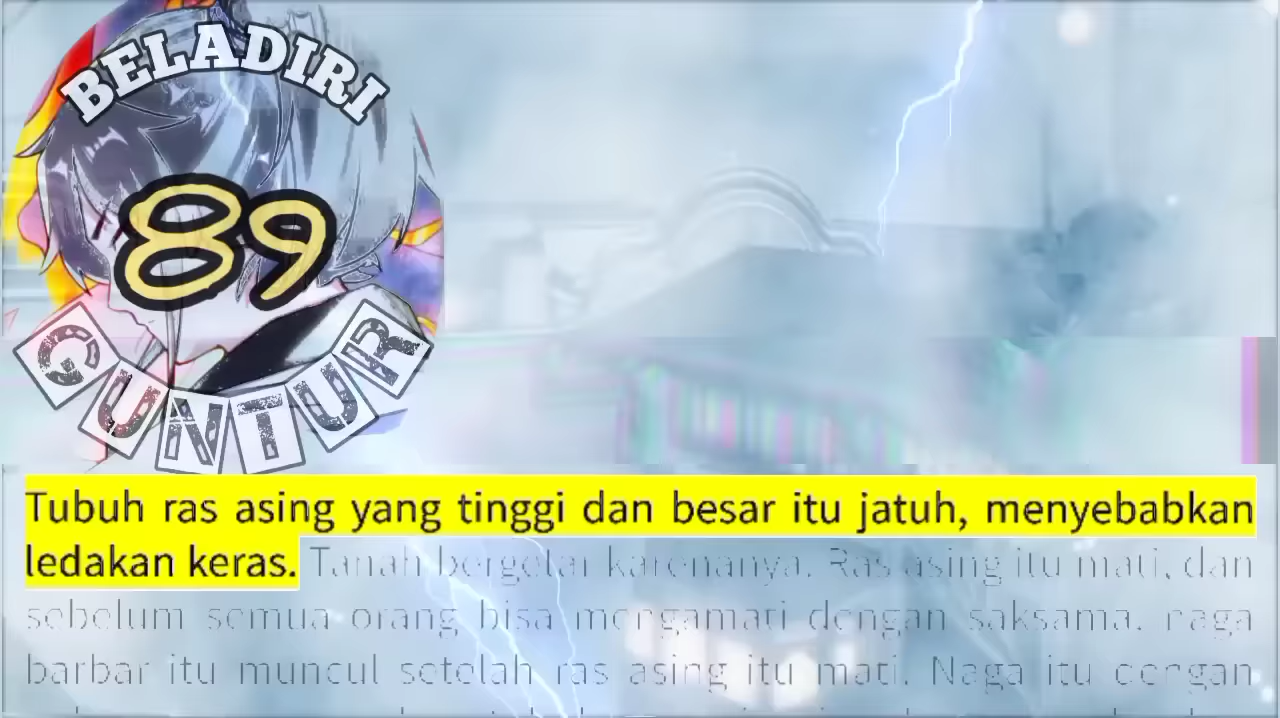 BELADIRI
89
GUNTUR
Tubuh ras asing yang tinggi dan besar itu jatuh, menyebabkan
ledakan keras. Tanah bergetar karenanya. Ras asing itu mati, dan
sebelum semua orang bisa mengamati dengan saksama, naga
barbar itu muncul setelah ras asing itu mati. Naga itu dengan